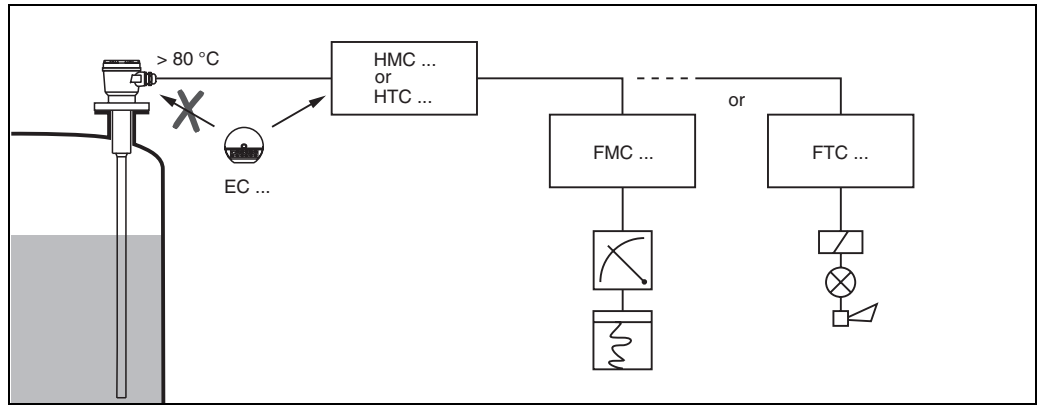 > 80 °C
HMC ...
or
HTC ...
or
EC ...
FMC ...
FTC ...